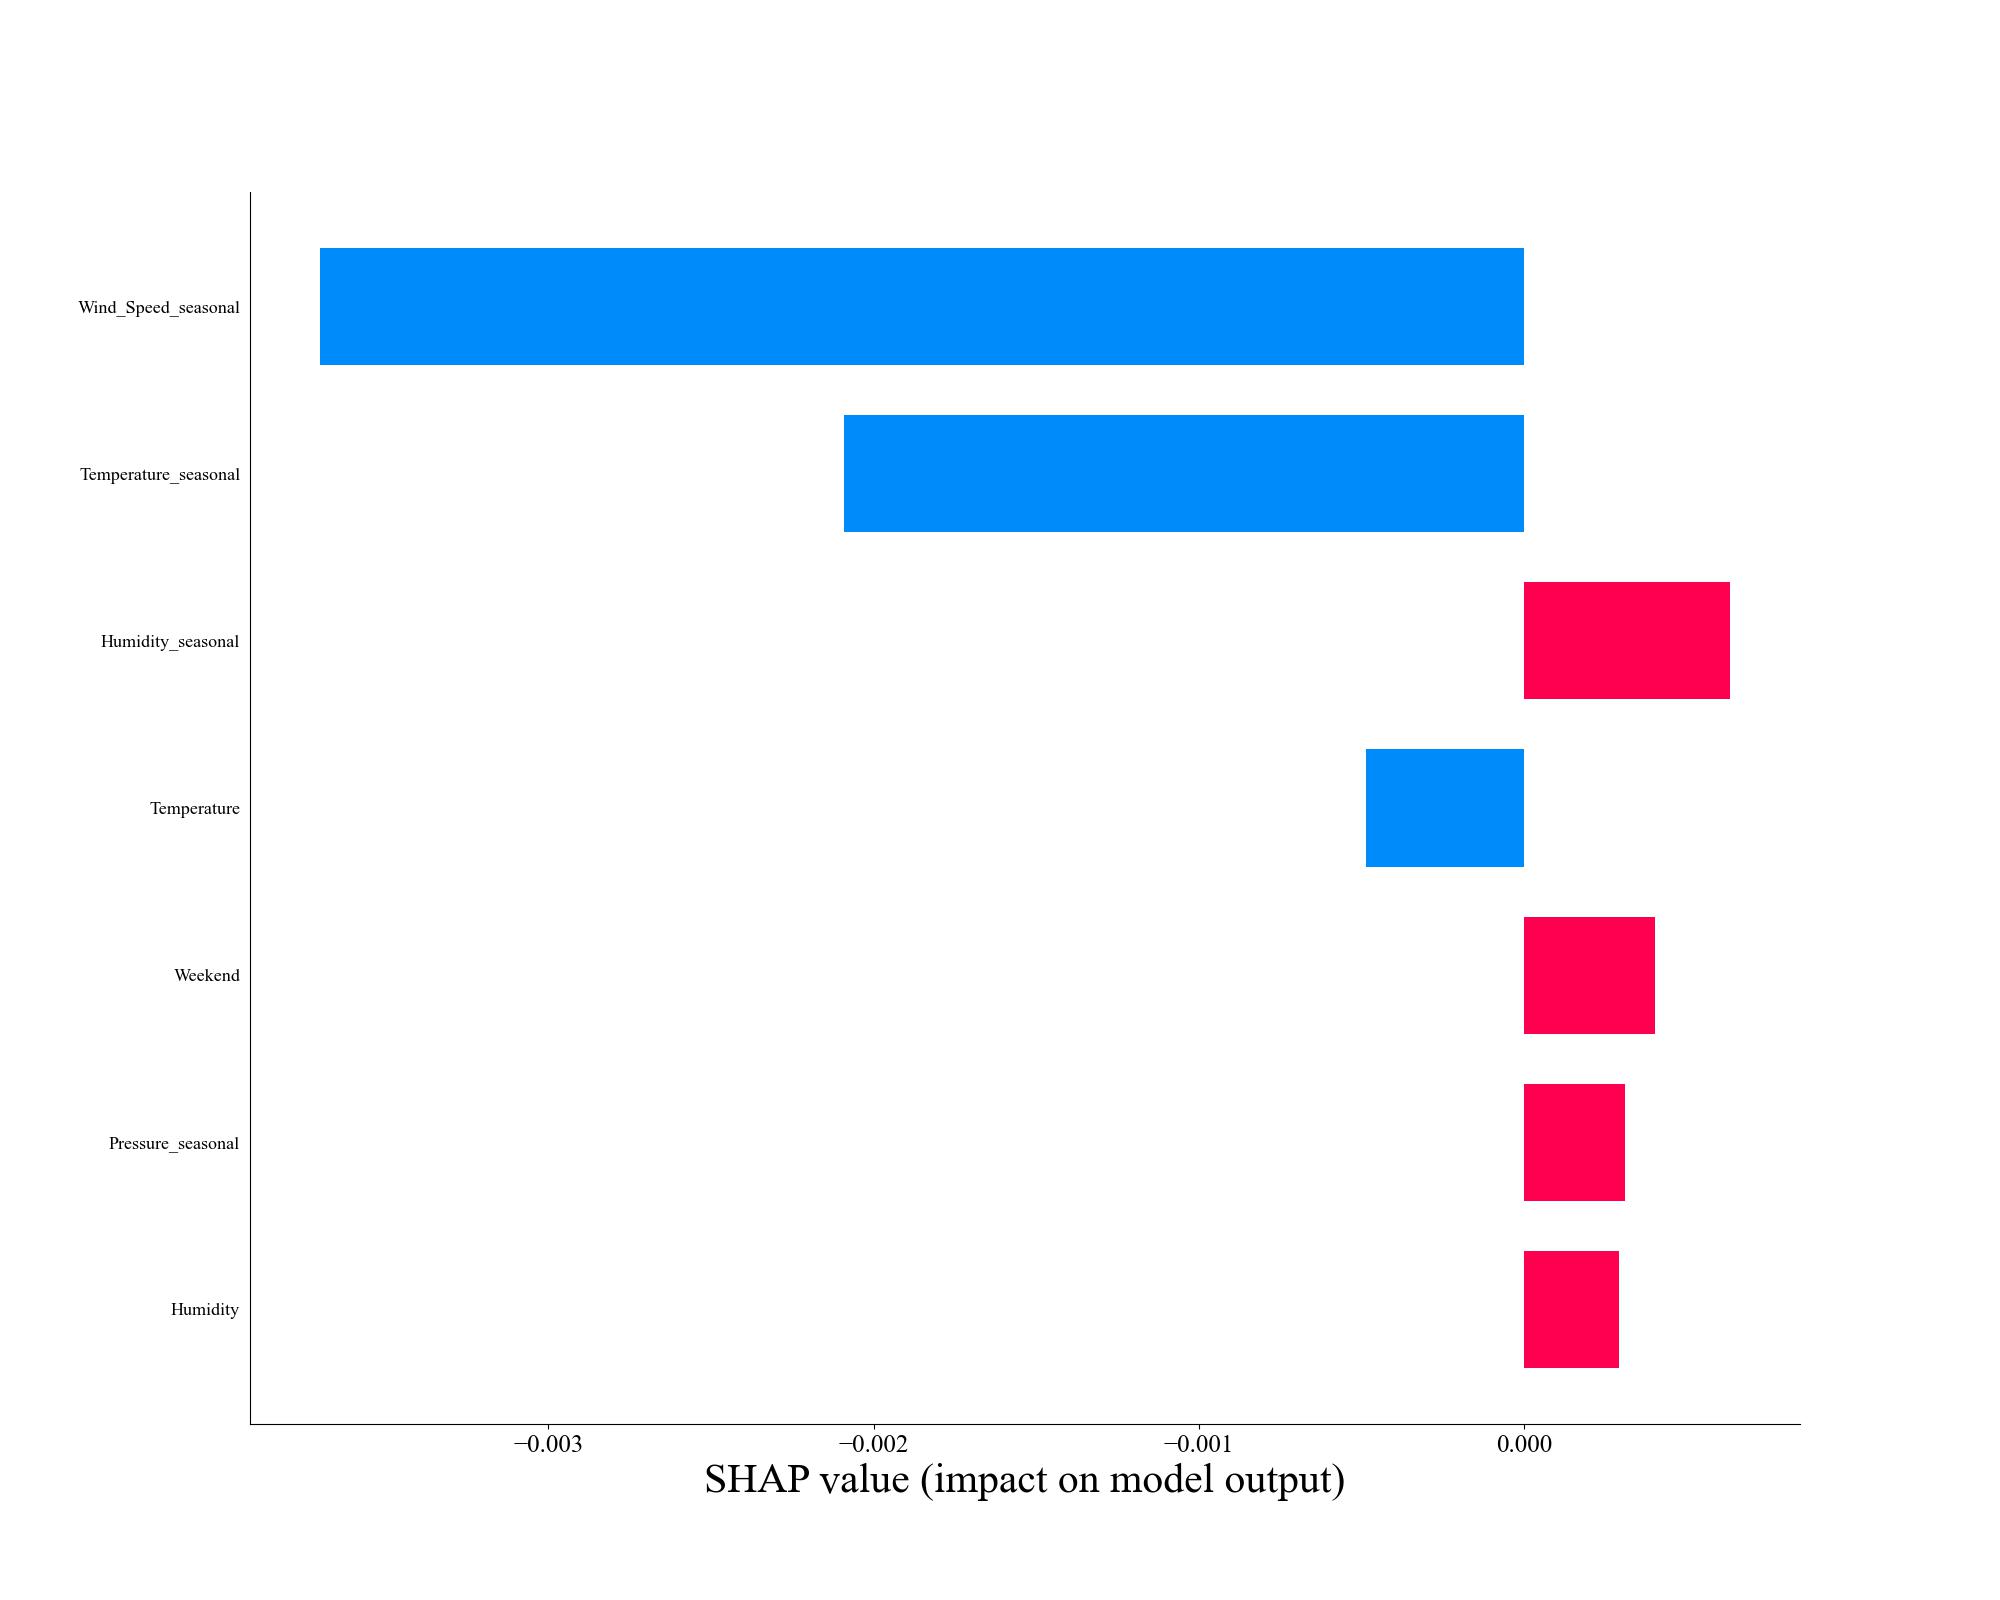 Wind_Speed_seasonal
Temperature_seasonal
Humidity_seasonal
Temperature
Weekend
Pressure_seasonal
Humidity
−0.003 −0.002 −0.001 0.000
SHAP value (impact on model output)